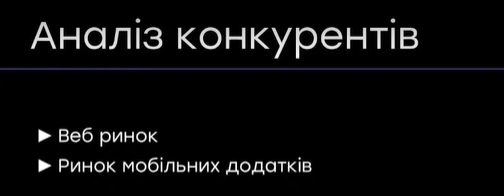 Аналіз конкурентів
► Веб ринок
► Ринок мобільних додатків